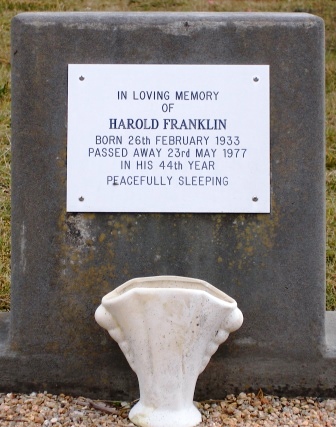 IN LOVING MEMORY
OF
HAROLD FRANKLIN
BORN 26th FEBRUARY 1933
PASSED AWAY 23rd MAY 1977
IN HIS 44th YEAR
PEACEFULLY SLEEPING